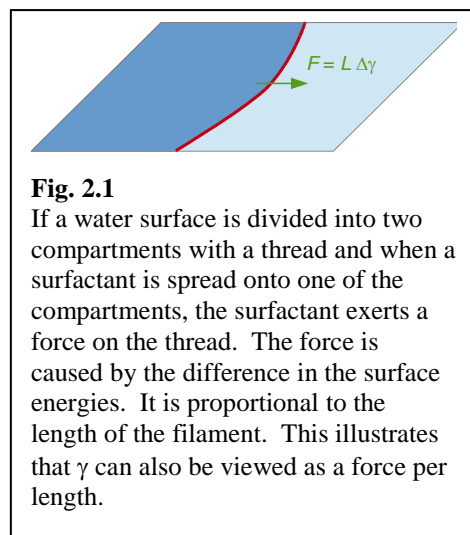 F = L Δγ
Fig. 2.1
If a water surface is divided into two
compartments with a thread and when a
surfactant is spread onto one of the
compartments, the surfactant exerts a
force on the thread. The force is
caused by the difference in the surface
energies. It is proportional to the
length of the filament. This illustrates
that γ can also be viewed as a force per
length.